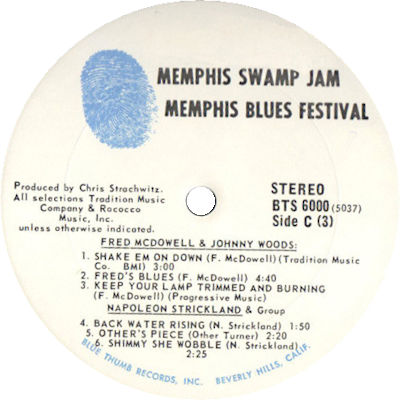 MEMPHIS SWAMP JAM
MEMPHIS BLUES FESTIVAL
Produced by Chris Strachwitz.
All selections Tradition Music
Company & Rococco
Music, Inc.
unless otherwise indicated.
STEREO
BTS 6000 (5037)
Side C (3)
FRED MCDOWELL & JOHNNY WOODS:
1. SHAKE EM ON DOWN (F. McDowell) (Tradition Music
Co. BMI) 3:00
2. FRED'S BLUES (F. McDowell) 4:40
3. KEEP YOUR LAMP TRIMMED AND BURNING
(F. McDowell) (Progressive Music)
NAPOLEON STRICKLAND & Group
4. BACK WATER RISING (N. Strickland) 1:50
5. OTHER'S PIECE (Other Turner) 2:20
6. SHIMMY SHE WOBBLE (N. Strickland)
2:25
BLUE THUMB RECORDS, INC. BEVERLY HILLS, CALIF.